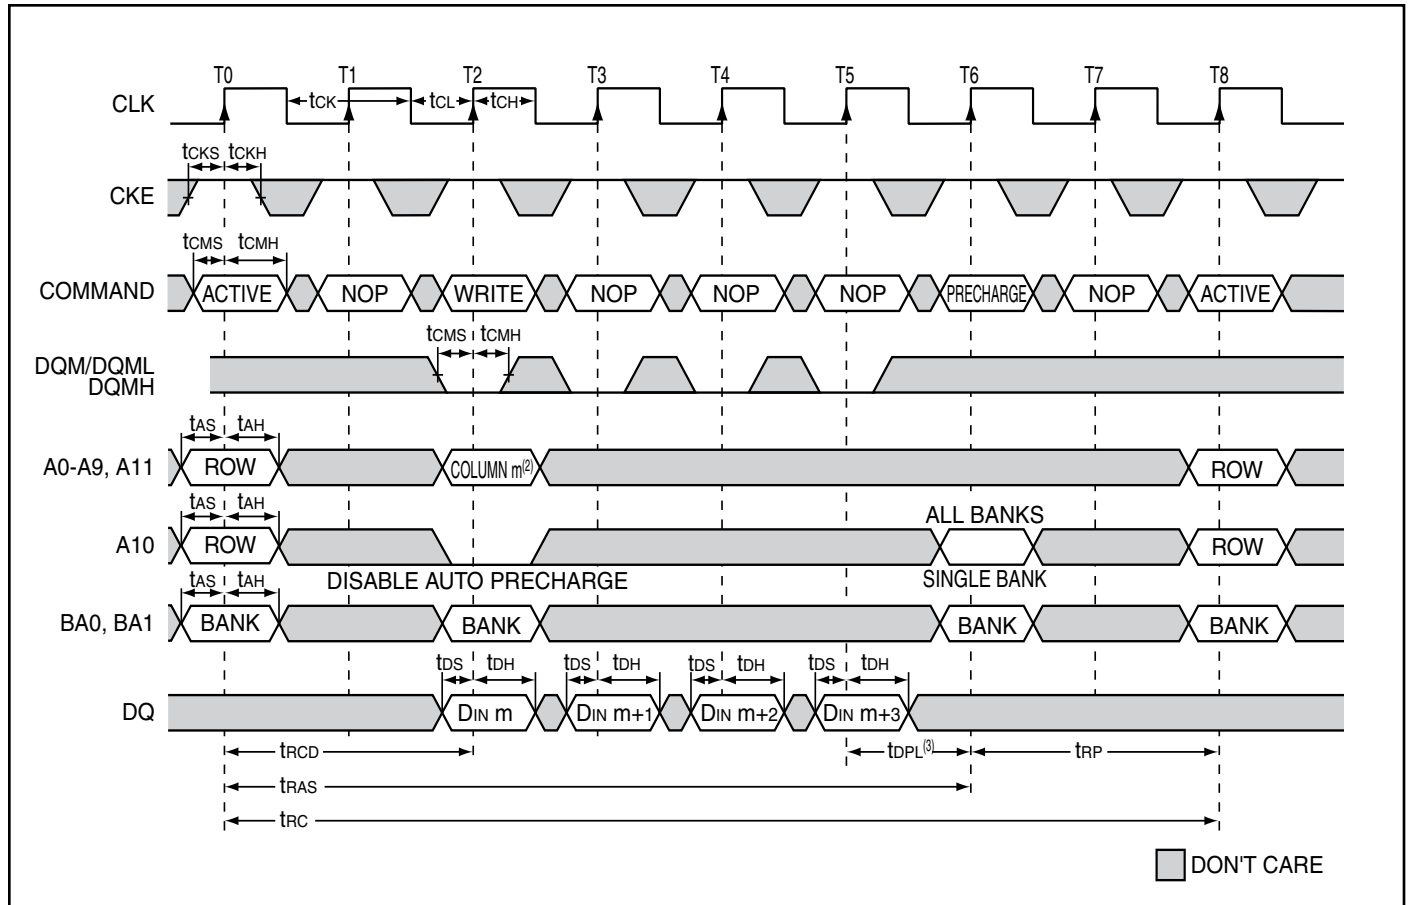 T0 T1 T2 T3 T4 T5 T6 T7 T8
CLK tCK tCL tCH
tCKS tCKH
CKE
tCMS tCMH
COMMAND ACTIVE NOP WRITE NOP NOP NOP PRECHARGE NOP ACTIVE
tCMS tCMH
DQM/DQML
DQMH
tAS tAH
A0-A9, A11 ROW COLUMN m(2) ROW
tAS tAH ALL BANKS
A10 ROW ROW
DISABLE AUTO PRECHARGE SINGLE BANK
tAS tAH
BA0, BA1 BANK BANK BANK BANK
tDS tDH tDS tDH tDS tDH tDS tDH
DQ DIN m DIN m+1 DIN m+2 DIN m+3
tRCD tDPL(3) tRP
tRAS
tRC
DON'T CARE